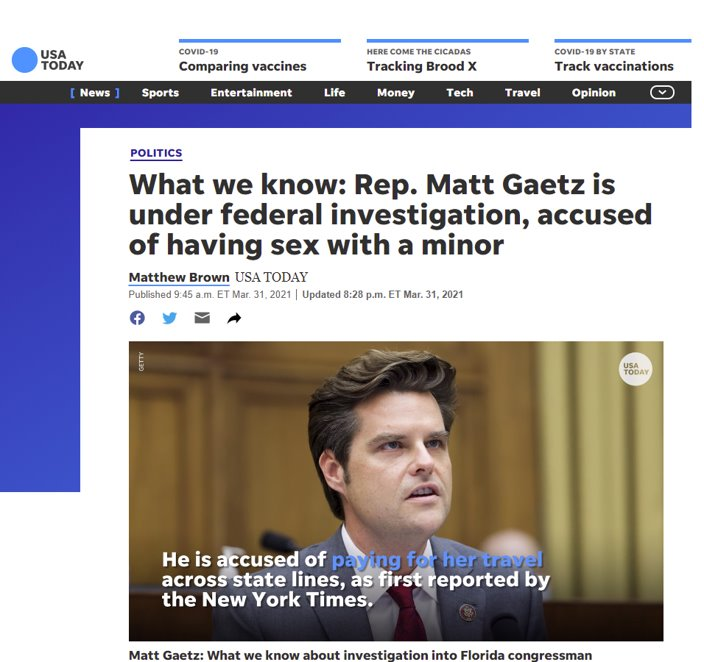 USA
TODAY
COVID-19
Comparing vaccines
HERE COME THE CICADAS
Tracking Brood X
COVID-19 BY STATE
Track vaccinations
[ News ] Sports Entertainment Life Money Tech Travel Opinion
POLITICS
What we know: Rep. Matt Gaetz is
under federal investigation, accused
of having sex with a minor
Matthew Brown USA TODAY
Published 9:45 a.m. ET Mar. 31, 2021 | Updated 8:28 p.m. ET Mar. 31, 2021
GETTY
USA
TODAY
He is accused of paying for her travel
across state lines, as first reported by
the New York Times.
Matt Gaetz: What we know about investigation into Florida congressman